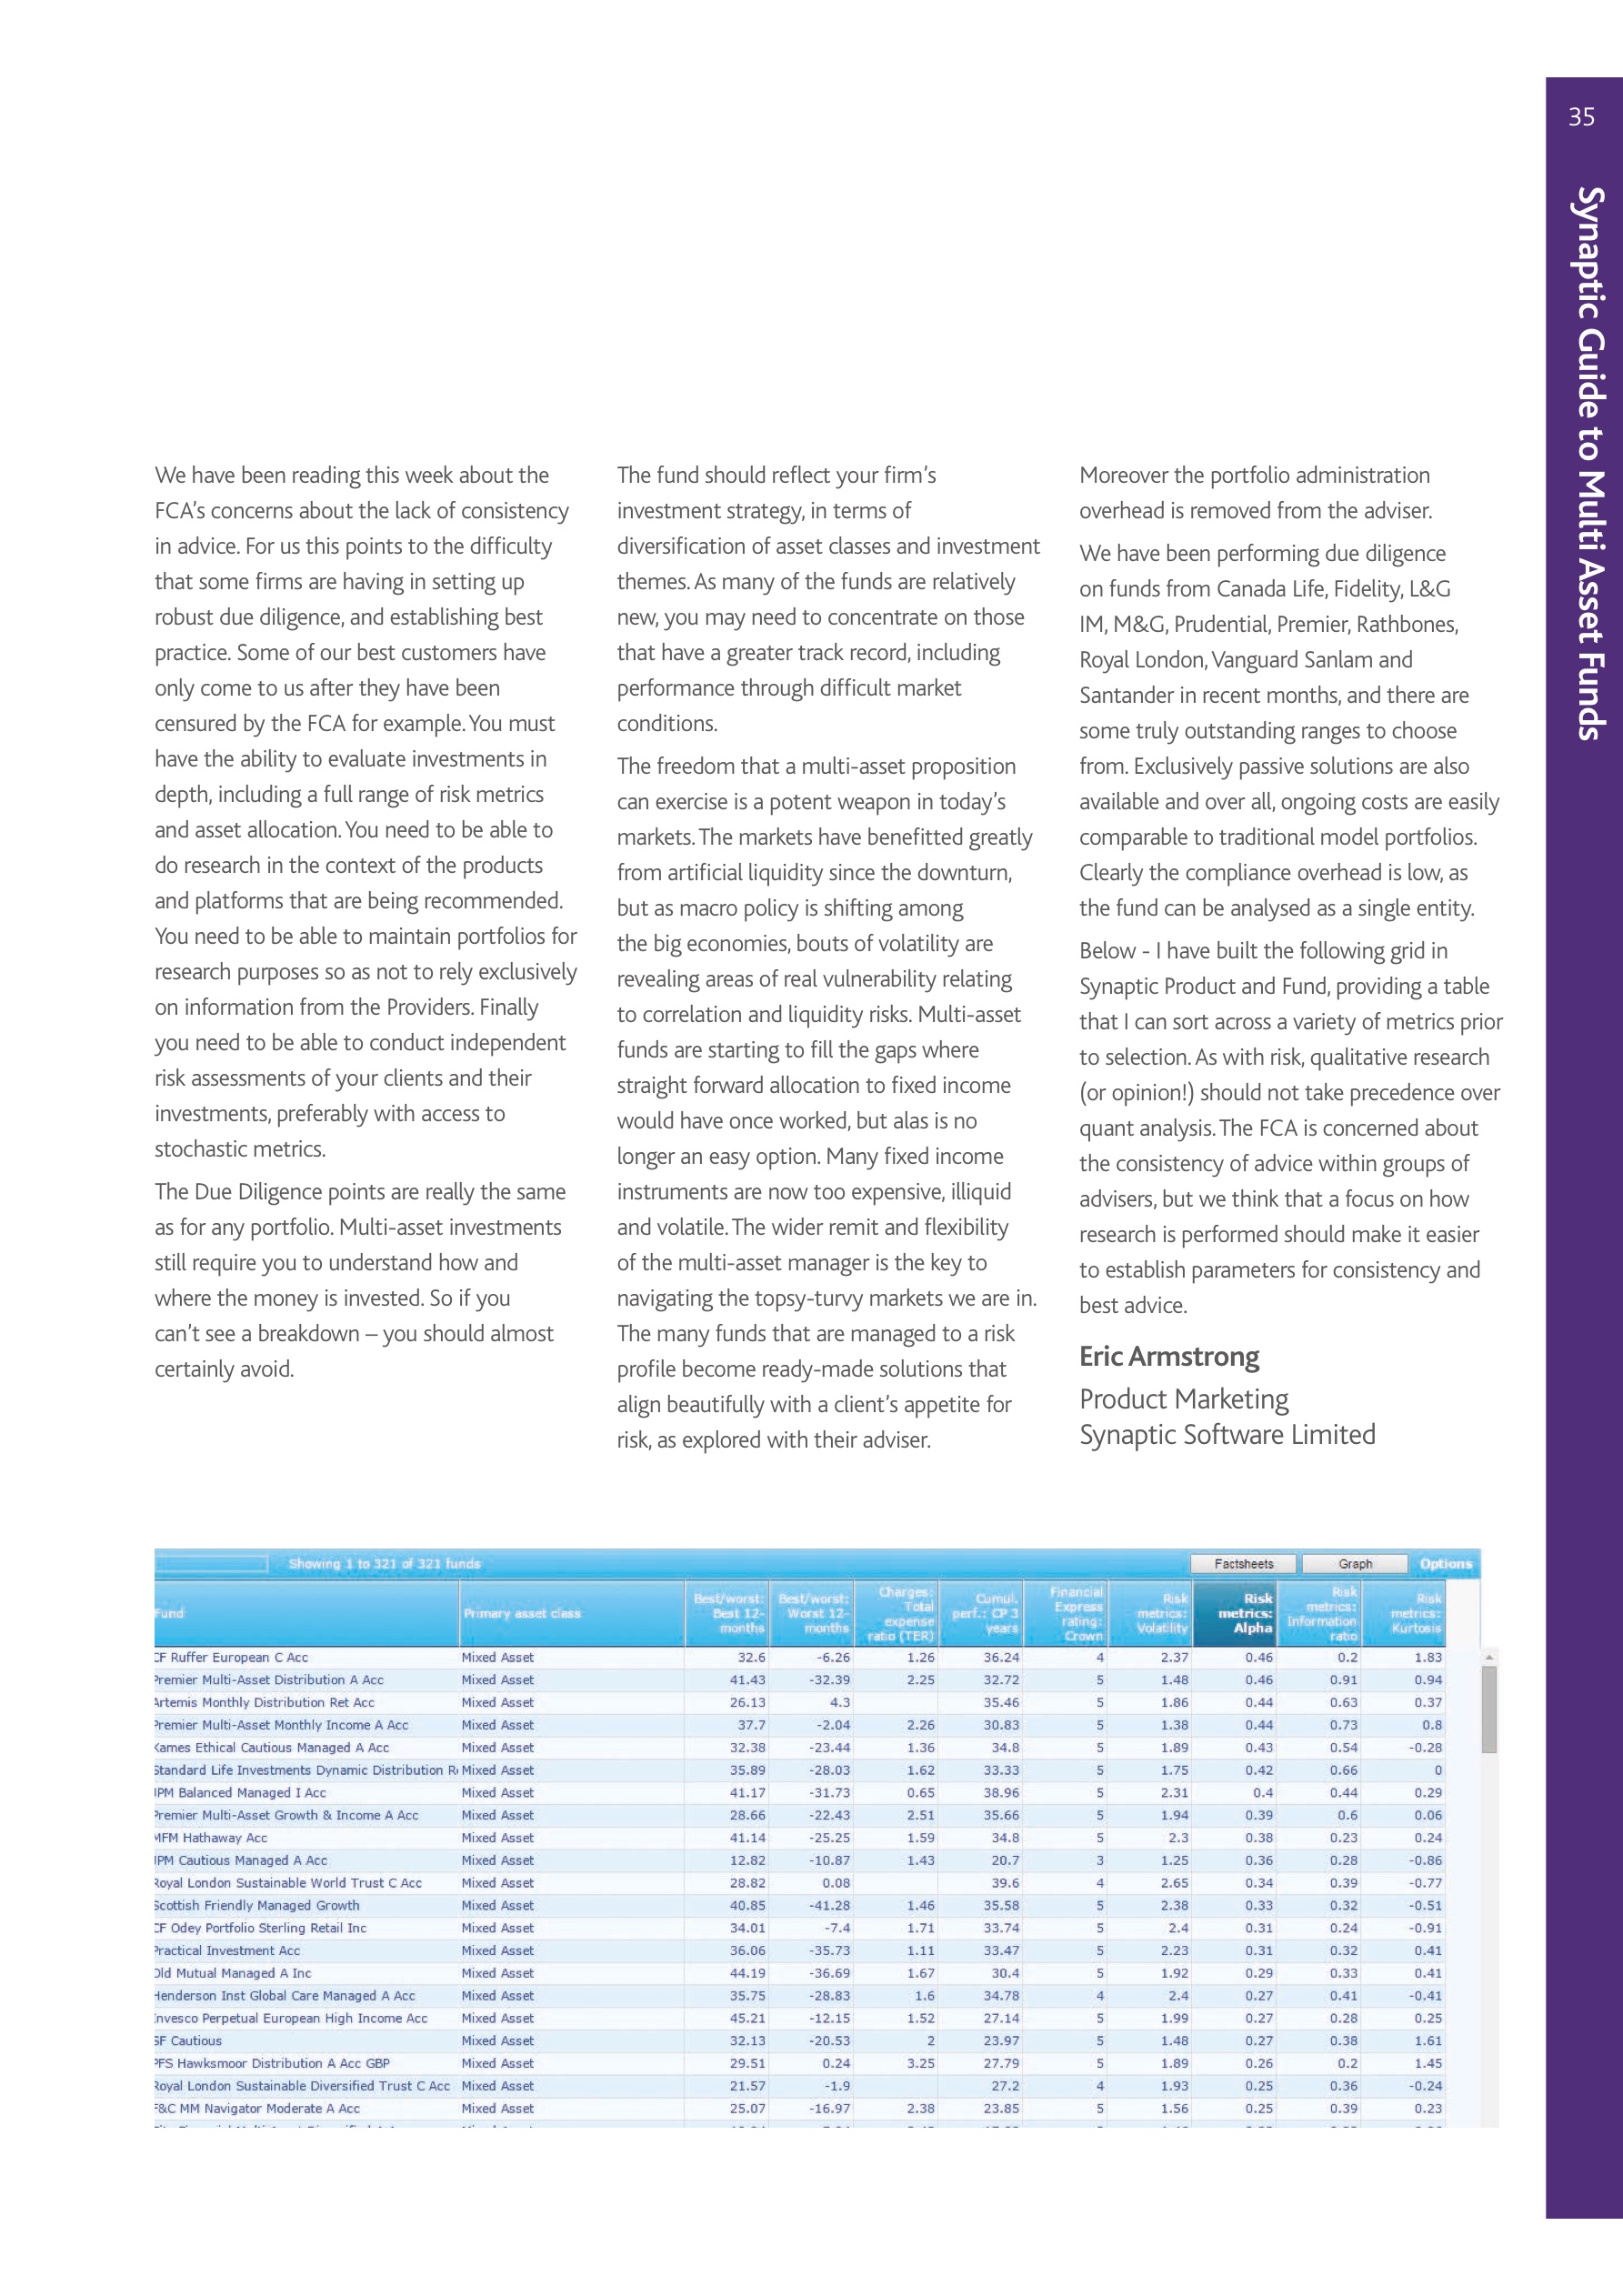 35
Synaptic Guide to Multi Asset Funds
We have been reading this week about the
FCA's concerns about the lack of consistency
in advice. For us this points to the difficulty
that some firms are having in setting up
robust due diligence, and establishing best
practice. Some of our best customers have
only come to us after they have been
censured by the FCA for example. You must
have the ability to evaluate investments in
depth, including a full range of risk metrics
and asset allocation. You need to be able to
do research in the context of the products
and platforms that are being recommended.
You need to be able to maintain portfolios for
research purposes so as not to rely exclusively
on information from the Providers. Finally
you need to be able to conduct independent
risk assessments of your clients and their
investments, preferably with access to
stochastic metrics.
The Due Diligence points are really the same
as for any portfolio. Multi-asset investments
still require you to understand how and
where the money is invested. So if you
can't see a breakdown – you should almost
certainly avoid.
The fund should reflect your firm's
investment strategy, in terms of
diversification of asset classes and investment
themes. As many of the funds are relatively
new, you may need to concentrate on those
that have a greater track record, including
performance through difficult market
conditions.
The freedom that a multi-asset proposition
can exercise is a potent weapon in today's
markets. The markets have benefitted greatly
from artificial liquidity since the downturn,
but as macro policy is shifting among
the big economies, bouts of volatility are
revealing areas of real vulnerability relating
to correlation and liquidity risks. Multi-asset
funds are starting to fill the gaps where
straight forward allocation to fixed income
would have once worked, but alas is no
longer an easy option. Many fixed income
instruments are now too expensive, illiquid
and volatile. The wider remit and flexibility
of the multi-asset manager is the key to
navigating the topsy-turvy markets we are in.
The many funds that are managed to a risk
profile become ready-made solutions that
align beautifully with a client's appetite for
risk, as explored with their adviser.
Moreover the portfolio administration
overhead is removed from the adviser.
We have been performing due diligence
on funds from Canada Life, Fidelity, L&G
IM, M&G, Prudential, Premier, Rathbones,
Royal London, Vanguard Sanlam and
Santander in recent months, and there are
some truly outstanding ranges to choose
from. Exclusively passive solutions are also
available and over all, ongoing costs are easily
comparable to traditional model portfolios.
Clearly the compliance overhead is low, as
the fund can be analysed as a single entity.
Below - I have built the following grid in
Synaptic Product and Fund, providing a table
that I can sort across a variety of metrics prior
to selection. As with risk, qualitative research
(or opinion!) should not take precedence over
quant analysis. The FCA is concerned about
the consistency of advice within groups of
advisers, but we think that a focus on how
research is performed should make it easier
to establish parameters for consistency and
best advice.
Eric Armstrong
Product Marketing
Synaptic Software Limited
Showing 1 to 321 of 321 funds Factsheets Graph Options
Fund Primary asset class Best/worst: Best 12-months Best/worst: Worst 12-months Charges: Total expense ratio (TER) Cumul. perf.: CP 3 years Financial Express rating: Crown Risk metrics: Volatility Risk metrics: Alpha Risk metrics: Information ratio Risk metrics: Kurtosis
CF Ruffer European C Acc Mixed Asset 32.6 -6.26 1.26 36.24 4 2.37 0.46 0.2 1.83
Premier Multi-Asset Distribution A Acc Mixed Asset 41.43 -32.39 2.25 32.72 5 1.48 0.46 0.91 0.94
Artemis Monthly Distribution Ret Acc Mixed Asset 26.13 4.3 35.46 5 1.86 0.44 0.63 0.37
Premier Multi-Asset Monthly Income A Acc Mixed Asset 37.7 -2.04 2.26 30.83 5 1.38 0.44 0.73 0.8
Kames Ethical Cautious Managed A Acc Mixed Asset 32.38 -23.44 1.36 34.8 5 1.89 0.43 0.54 -0.28
Standard Life Investments Dynamic Distribution R Mixed Asset 35.89 -28.03 1.62 33.33 5 1.75 0.42 0.66 0
JPM Balanced Managed I Acc Mixed Asset 41.17 -31.73 0.65 38.96 5 2.31 0.4 0.44 0.29
Premier Multi-Asset Growth & Income A Acc Mixed Asset 28.66 -22.43 2.51 35.66 5 1.94 0.39 0.6 0.06
MFM Hathaway Acc Mixed Asset 41.14 -25.25 1.59 34.8 5 2.3 0.38 0.23 0.24
JPM Cautious Managed A Acc Mixed Asset 12.82 -10.87 1.43 20.7 3 1.25 0.36 0.28 -0.86
Royal London Sustainable World Trust C Acc Mixed Asset 28.82 0.08 39.6 4 2.65 0.34 0.39 -0.77
Scottish Friendly Managed Growth Mixed Asset 40.85 -41.28 1.46 35.58 5 2.38 0.33 0.32 -0.51
CF Odey Portfolio Sterling Retail Inc Mixed Asset 34.01 -7.4 1.71 33.74 5 2.4 0.31 0.24 -0.91
Practical Investment Acc Mixed Asset 36.06 -35.73 1.11 33.47 5 2.23 0.31 0.32 0.41
Old Mutual Managed A Inc Mixed Asset 44.19 -36.69 1.67 30.4 5 1.92 0.29 0.33 0.41
Henderson Inst Global Care Managed A Acc Mixed Asset 35.75 -28.83 1.6 34.78 4 2.4 0.27 0.41 -0.41
Invesco Perpetual European High Income Acc Mixed Asset 45.21 -12.15 1.52 27.14 5 1.99 0.27 0.28 0.25
SF Cautious Mixed Asset 32.13 -20.53 2 23.97 5 1.48 0.27 0.38 1.61
PFS Hawksmoor Distribution A Acc GBP Mixed Asset 29.51 0.24 3.25 27.79 5 1.89 0.26 0.2 1.45
Royal London Sustainable Diversified Trust C Acc Mixed Asset 21.57 -1.9 27.2 4 1.93 0.25 0.36 -0.24
F&C MM Navigator Moderate A Acc Mixed Asset 25.07 -16.97 2.38 23.85 5 1.56 0.25 0.39 0.23